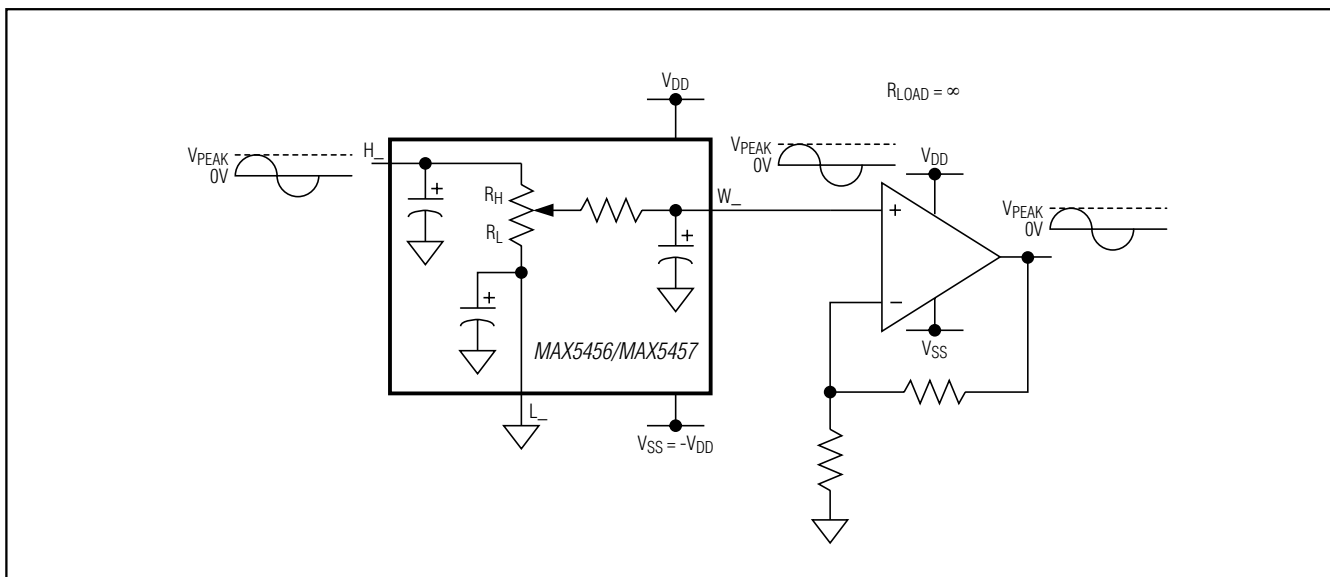 V_DD
R_LOAD = ∞
V_PEAK
0V
H_
V_PEAK
0V
V_DD
R_H
R_L
W_
+
+
+
+
−
V_PEAK
0V
MAX5456/MAX5457
V_SS
L_
V_SS = -V_DD